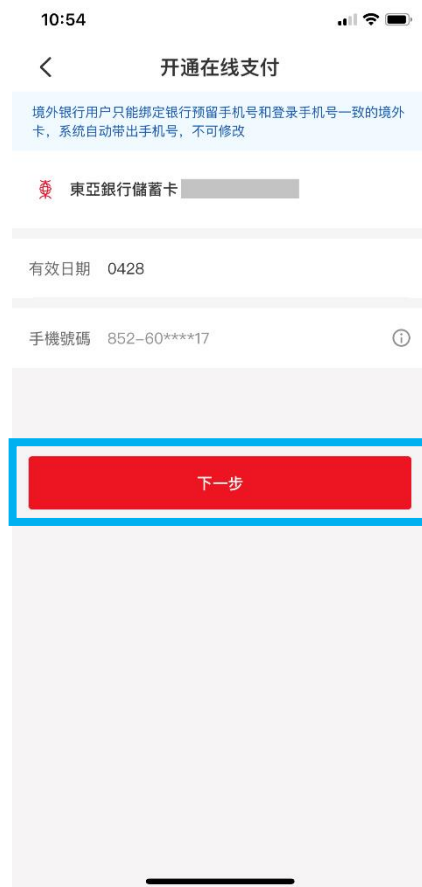 10:54
开通在线支付
境外银行用户只能绑定银行预留手机号和登录手机号一致的境外
卡，系统自动带出手机号，不可修改
東亞銀行儲蓄卡
有效日期 0428
手機號碼 852-60****17
下一步